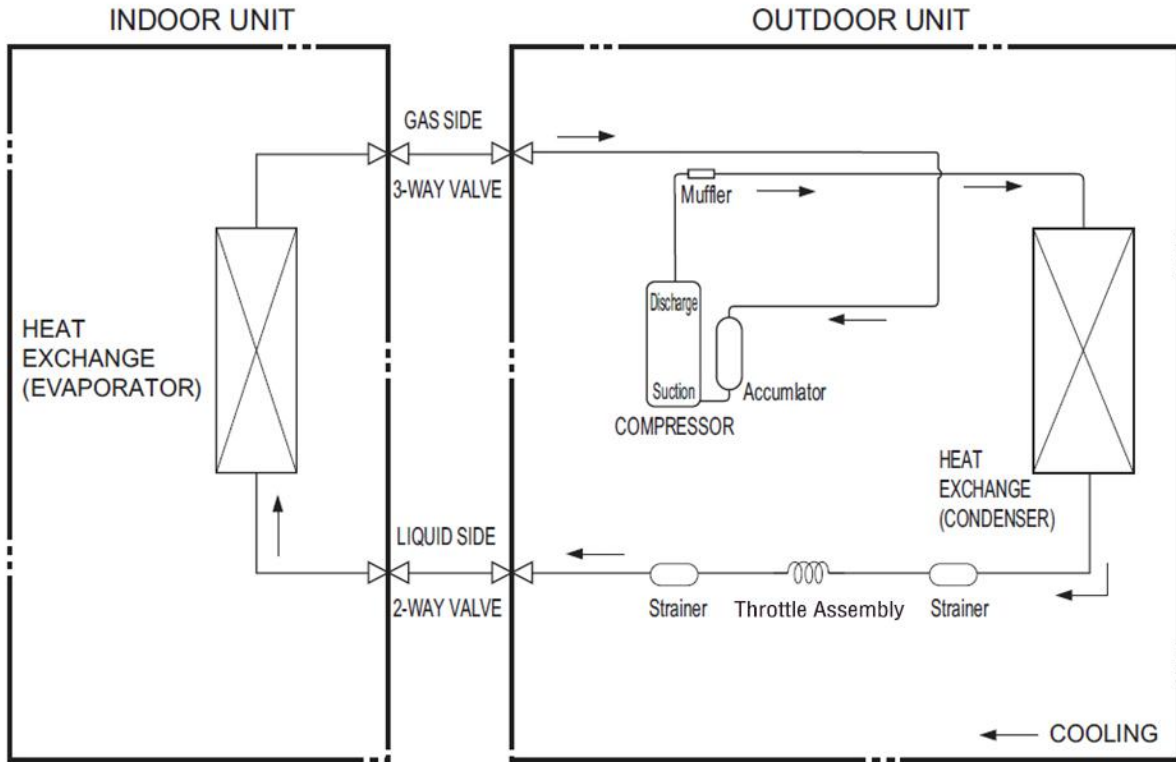 INDOOR UNIT
OUTDOOR UNIT
GAS SIDE
3-WAY VALVE
Muffler
HEAT
EXCHANGE
(EVAPORATOR)
Discharge
Suction
Accumlator
COMPRESSOR
HEAT
EXCHANGE
(CONDENSER)
LIQUID SIDE
2-WAY VALVE
Strainer
Throttle Assembly
Strainer
COOLING